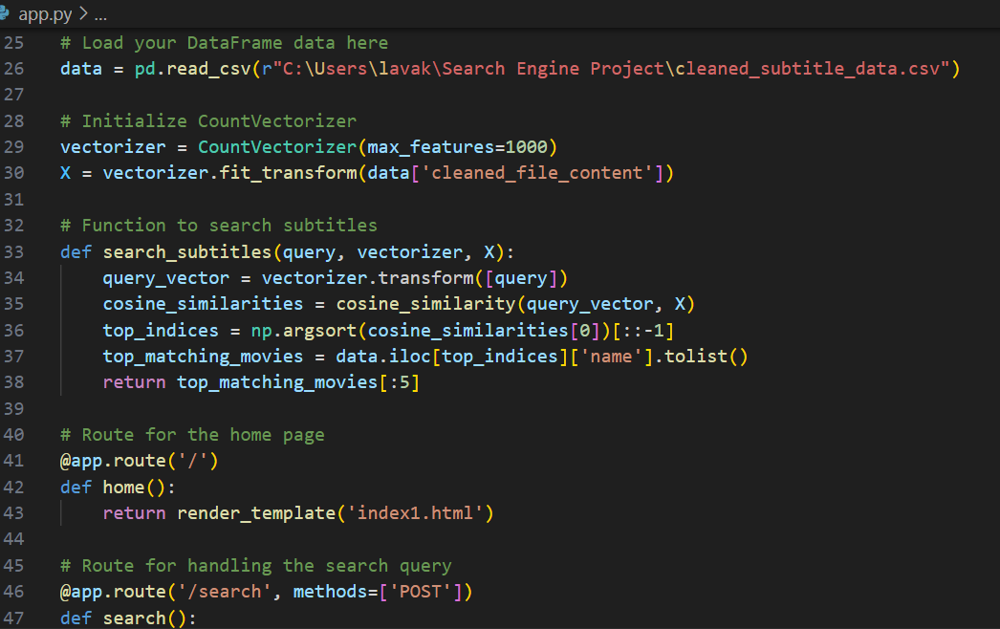 app.py > ...
25 # Load your DataFrame data here
26 data = pd.read_csv(r"C:\Users\lavak\Search Engine Project\cleaned_subtitle_data.csv")
27
28 # Initialize CountVectorizer
29 vectorizer = CountVectorizer(max_features=1000)
30 X = vectorizer.fit_transform(data['cleaned_file_content'])
31
32 # Function to search subtitles
33 def search_subtitles(query, vectorizer, X):
34     query_vector = vectorizer.transform([query])
35     cosine_similarities = cosine_similarity(query_vector, X)
36     top_indices = np.argsort(cosine_similarities[0])[::-1]
37     top_matching_movies = data.iloc[top_indices]['name'].tolist()
38     return top_matching_movies[:5]
39
40 # Route for the home page
41 @app.route('/')
42 def home():
43     return render_template('index1.html')
44
45 # Route for handling the search query
46 @app.route('/search', methods=['POST'])
47 def search():